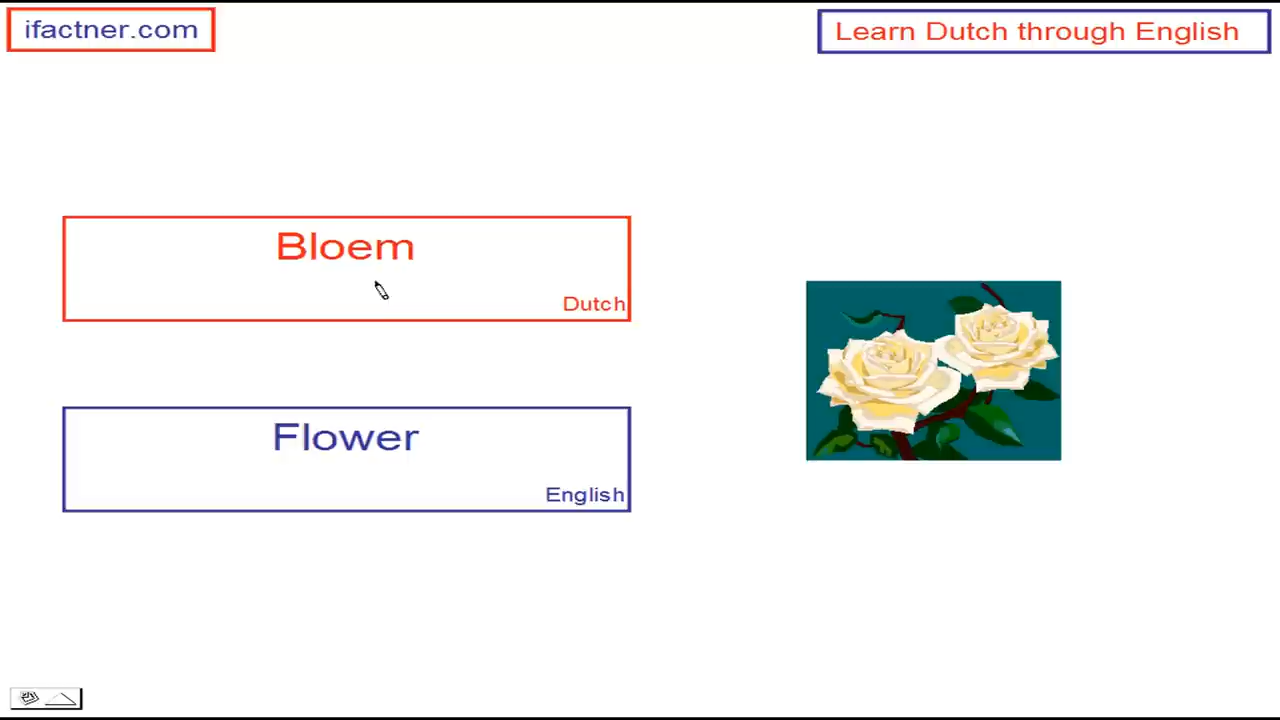 ifactner.com
Learn Dutch through English
Bloem
Dutch
Flower
English